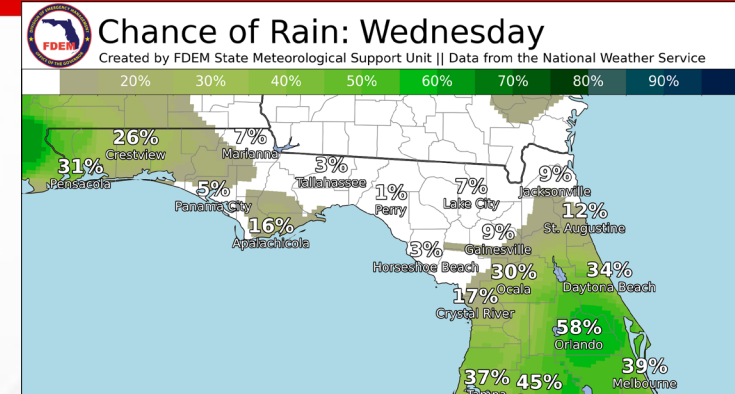 Chance of Rain: Wednesday
FDEM
Created by FDEM State Meteorological Support Unit || Data from the National Weather Service
20% 30% 40% 50% 60% 70% 80% 90%
26%
Crestview
7%
Marianna
31%
Pensacola
3%
Tallahassee
5%
Panama City
1%
Perry
7%
Lake City
9%
Jacksonville
16%
Apalachicola
12%
St. Augustine
9%
Gainesville
3%
Horseshoe Beach
30%
Ocala
34%
Daytona Beach
17%
Crystal River
58%
Orlando
39%
Melbourne
37%
Tampa
45%